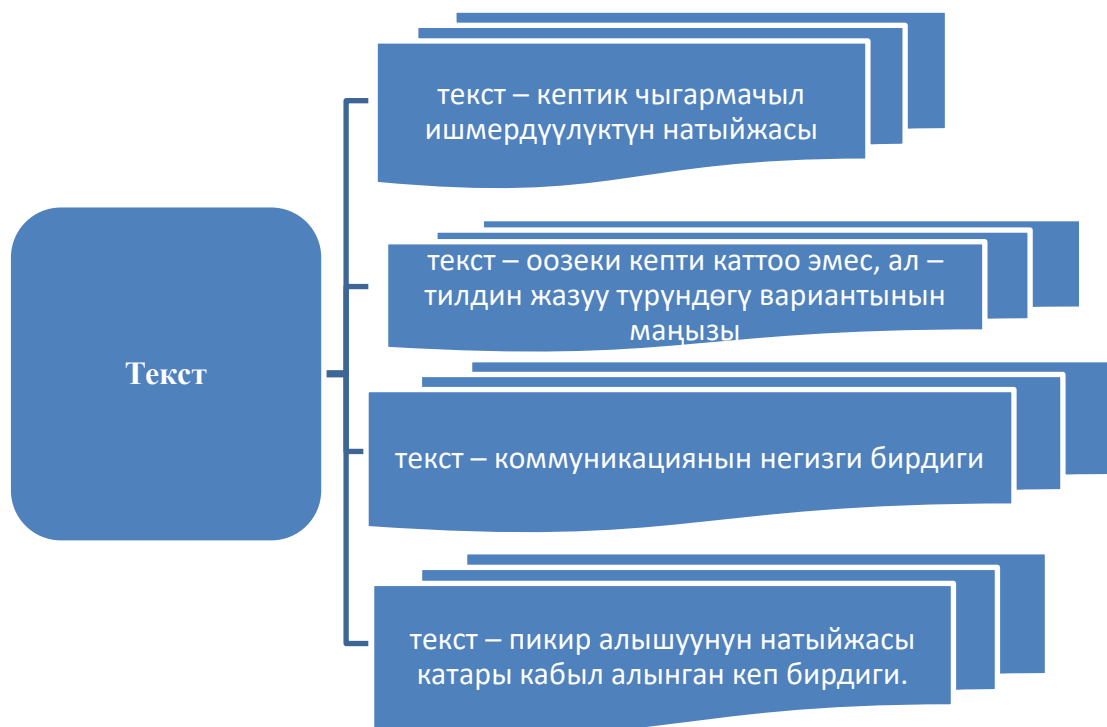 Текст
текст – кептик чыгармачыл
ишмердүүлүктүн натыйжасы
текст – оозеки кепти каттоо эмес, ал –
тилдин жазуу түрүндөгү вариантынын
маңызы
текст – коммуникациянын негизги бирдиги
текст – пикир алышуунун натыйжасы
катары кабыл алынган кеп бирдиги.